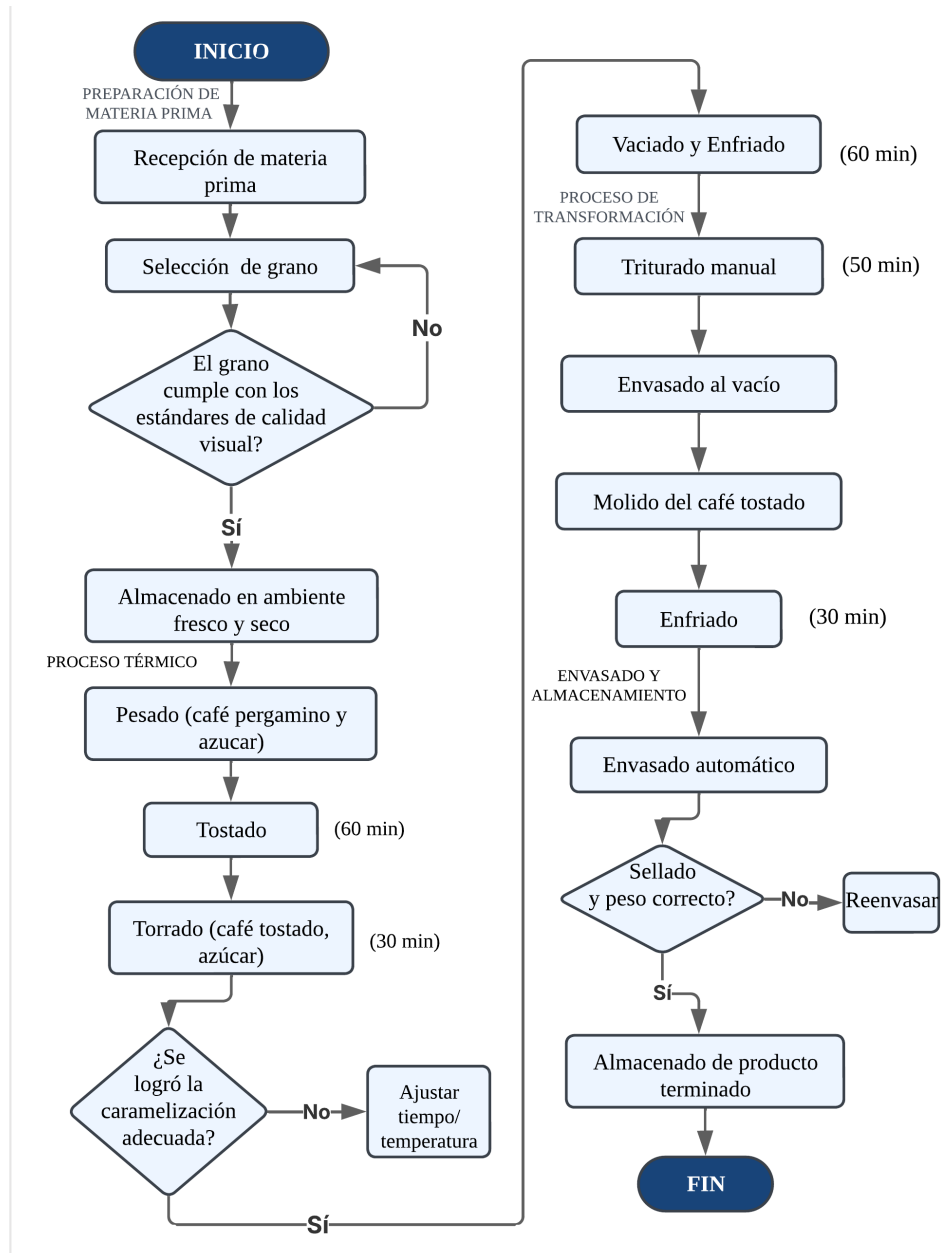 INICIO
PREPARACIÓN DE
MATERIA PRIMA
Recepción de materia
prima
Selección  de grano
No
El grano
cumple con los
estándares de calidad
visual?
Sí
Almacenado en ambiente
fresco y seco
PROCESO TÉRMICO
Pesado (café pergamino y
azucar)
Tostado
(60 min)
Torrado (café tostado,
azúcar)
(30 min)
¿Se
logró la
caramelización
adecuada?
No
Ajustar
tiempo/
temperatura
Sí
Vaciado y Enfriado
(60 min)
PROCESO DE
TRANSFORMACIÓN
Triturado manual
(50 min)
Envasado al vacío
Molido del café tostado
Enfriado
(30 min)
ENVASADO Y
ALMACENAMIENTO
Envasado automático
Sellado
y peso correcto?
No
Reenvasar
Sí
Almacenado de producto
terminado
FIN